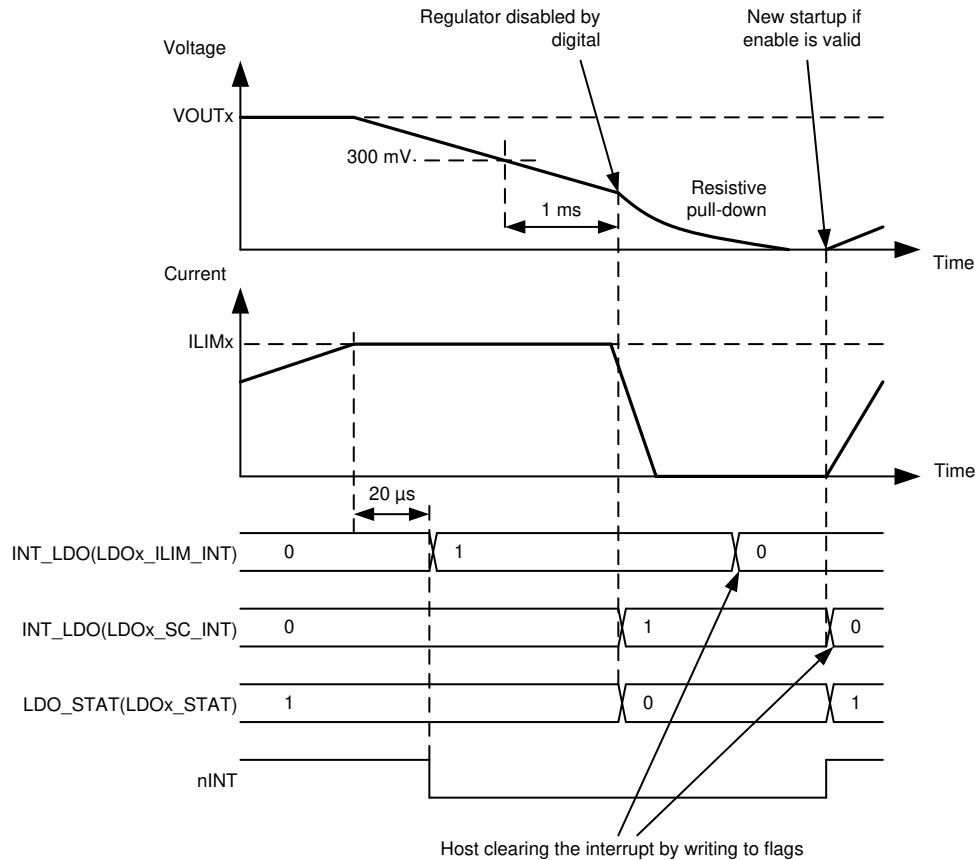 Regulator disabled by
digital
New startup if
enable is valid
Voltage
VOUTx
300 mV
1 ms
Resistive
pull-down
Time
Current
ILIMx
Time
20 µs
INT_LDO(LDOx_ILIM_INT) 0 1 0
INT_LDO(LDOx_SC_INT) 0 1 0
LDO_STAT(LDOx_STAT) 1 0 1
nINT
Host clearing the interrupt by writing to flags